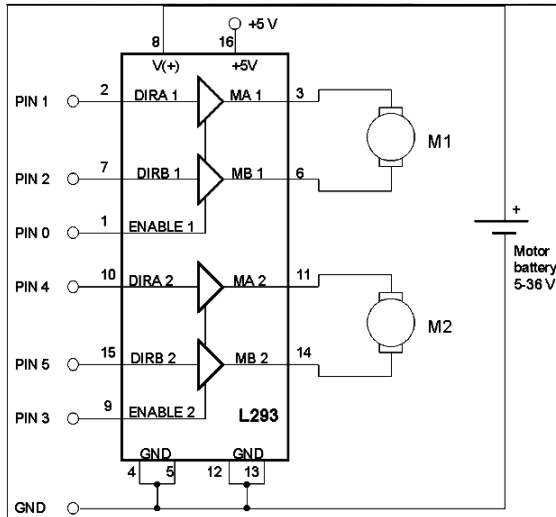 +5 V
8 16
V(+) +5V
PIN 1 2 DIRA 1 MA 1 3
M1
PIN 2 7 DIRB 1 MB 1 6
PIN 0 1 ENABLE 1
+
Motor
battery
5-36 V
PIN 4 10 DIRA 2 MA 2 11
M2
PIN 5 15 DIRB 2 MB 2 14
PIN 3 9 ENABLE 2
L293
GND GND
4 5 12 13
GND